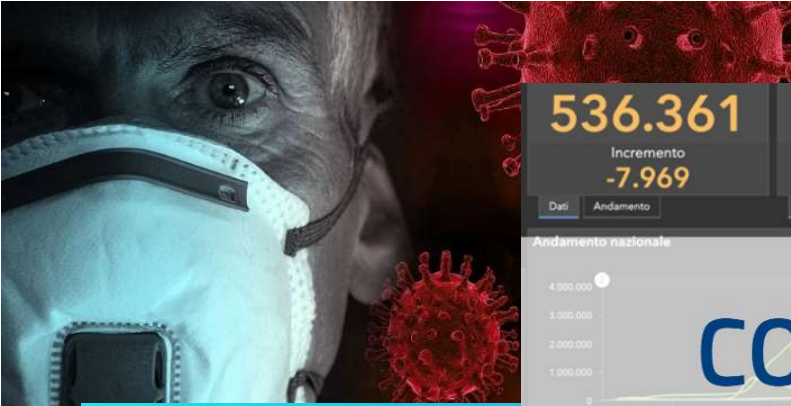 536.361
Incremento
-7.969
Dati
Andamento
Andamento nazionale
4.000.000
3.000.000
2.000.000
1.000.000
0
CO